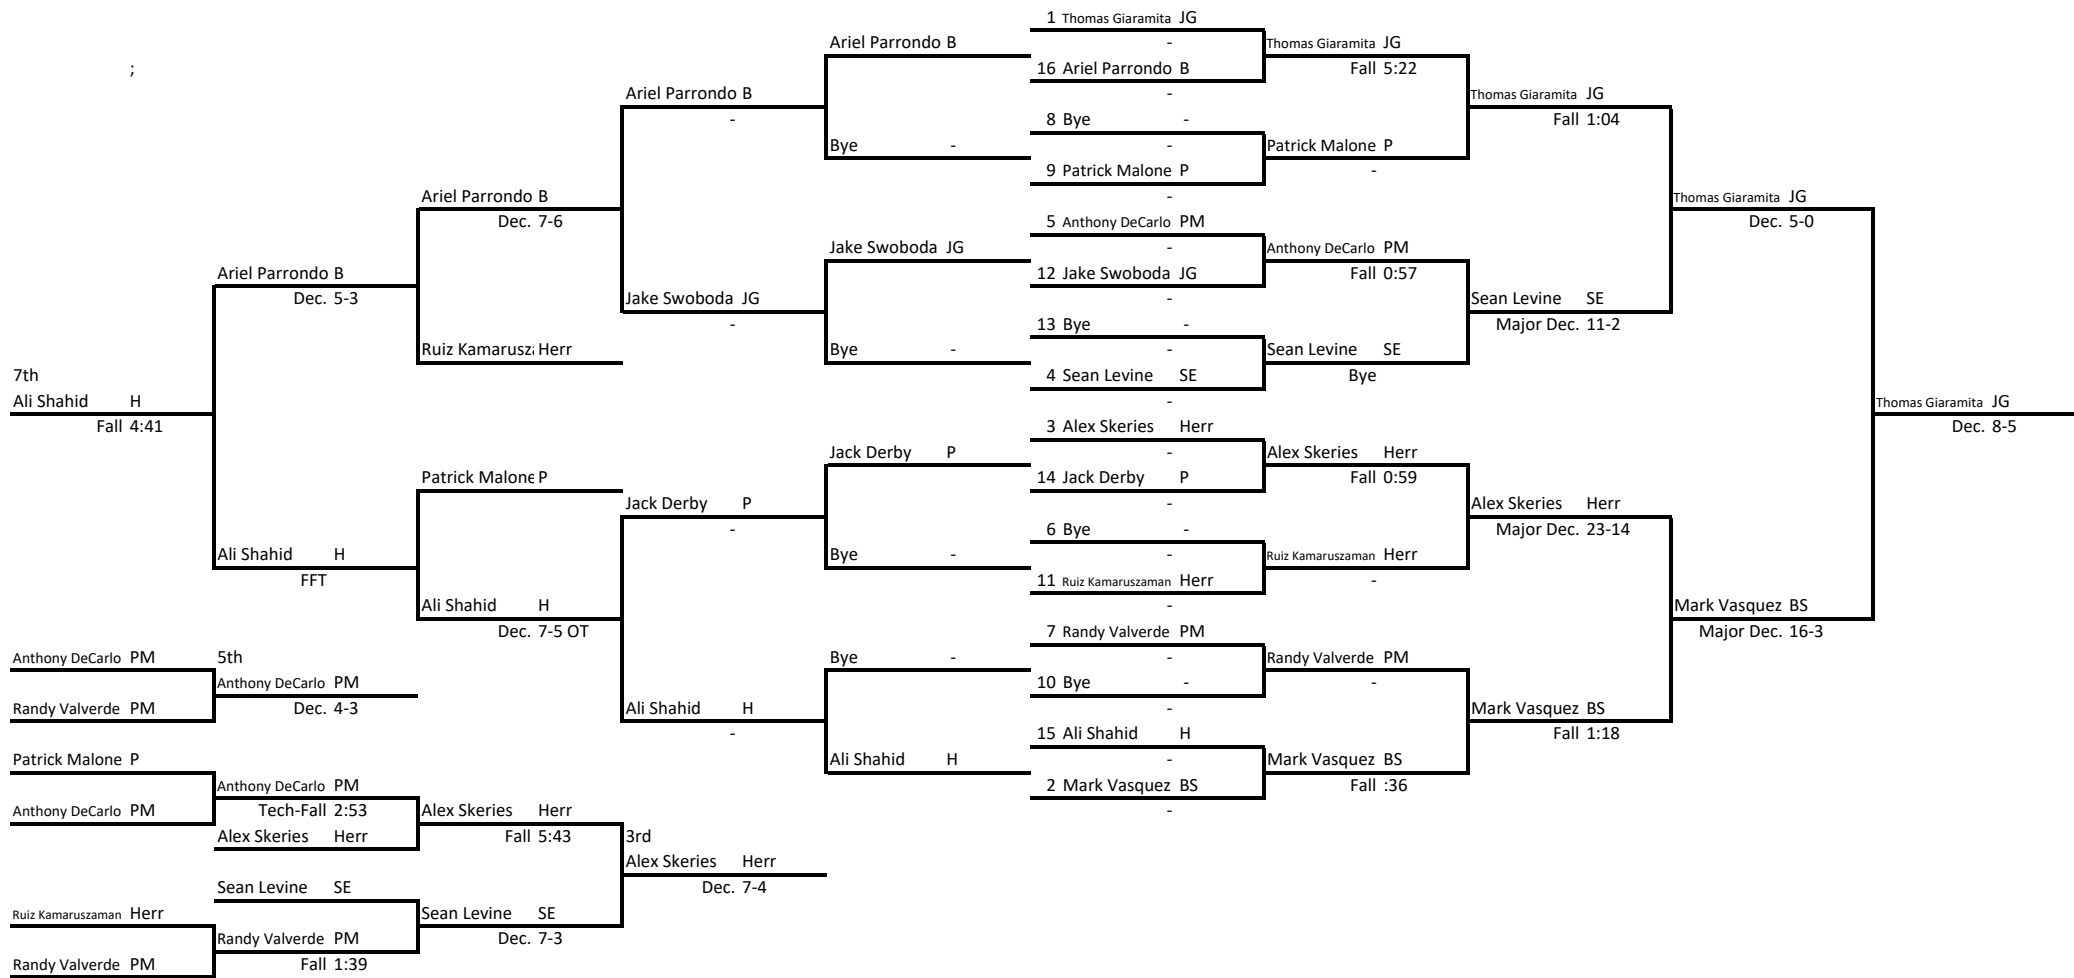 1 Thomas Giaramita JG
Ariel Parrondo B - Thomas Giaramita JG
; 16 Ariel Parrondo B Fall 5:22
Ariel Parrondo B - Thomas Giaramita JG
- 8 Bye - Fall 1:04
Bye - - Patrick Malone P
9 Patrick Malone P -
Ariel Parrondo B - Thomas Giaramita JG
Dec. 7-6 5 Anthony DeCarlo PM Dec. 5-0
Jake Swoboda JG - Anthony DeCarlo PM
Ariel Parrondo B 12 Jake Swoboda JG Fall 0:57
Dec. 5-3 Jake Swoboda JG - Sean Levine SE
- 13 Bye - Major Dec. 11-2
Ruiz Kamarusz Herr Bye - - Sean Levine SE
7th 4 Sean Levine SE Bye
Ali Shahid H - Thomas Giaramita JG
Fall 4:41 3 Alex Skeries Herr Dec. 8-5
Jack Derby P - Alex Skeries Herr
Patrick Malone P 14 Jack Derby P Fall 0:59
Jack Derby P - Alex Skeries Herr
- 6 Bye - Major Dec. 23-14
Ali Shahid H Bye - - Ruiz Kamaruszaman Herr
FFT 11 Ruiz Kamaruszaman Herr -
Ali Shahid H - Mark Vasquez BS
Dec. 7-5 OT 7 Randy Valverde PM Major Dec. 16-3
Anthony DeCarlo PM 5th Bye - - Randy Valverde PM
Anthony DeCarlo PM 10 Bye - -
Randy Valverde PM Dec. 4-3 Ali Shahid H - Mark Vasquez BS
- 15 Ali Shahid H Fall 1:18
Patrick Malone P Ali Shahid H - Mark Vasquez BS
Anthony DeCarlo PM 2 Mark Vasquez BS Fall :36
Anthony DeCarlo PM Tech-Fall 2:53 Alex Skeries Herr -
Alex Skeries Herr Fall 5:43 3rd
Alex Skeries Herr
Sean Levine SE Dec. 7-4
Ruiz Kamaruszaman Herr Sean Levine SE
Randy Valverde PM Dec. 7-3
Randy Valverde PM Fall 1:39